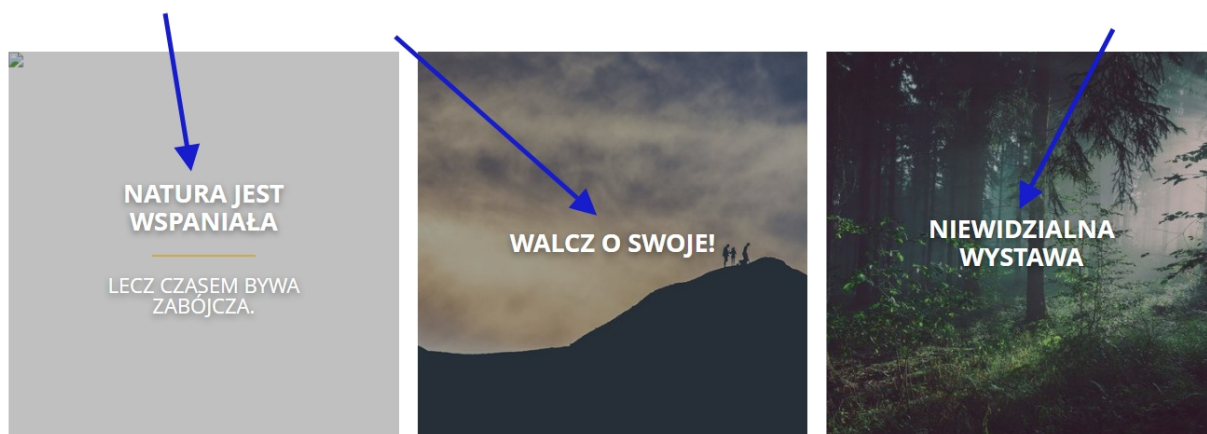 NATURA JEST
WSPANIAŁA
LECZ CZASEM BYWA
ZABÓJCZA.
WALCZ O SWOJE!
NIEWIDZIALNA
WYSTAWA